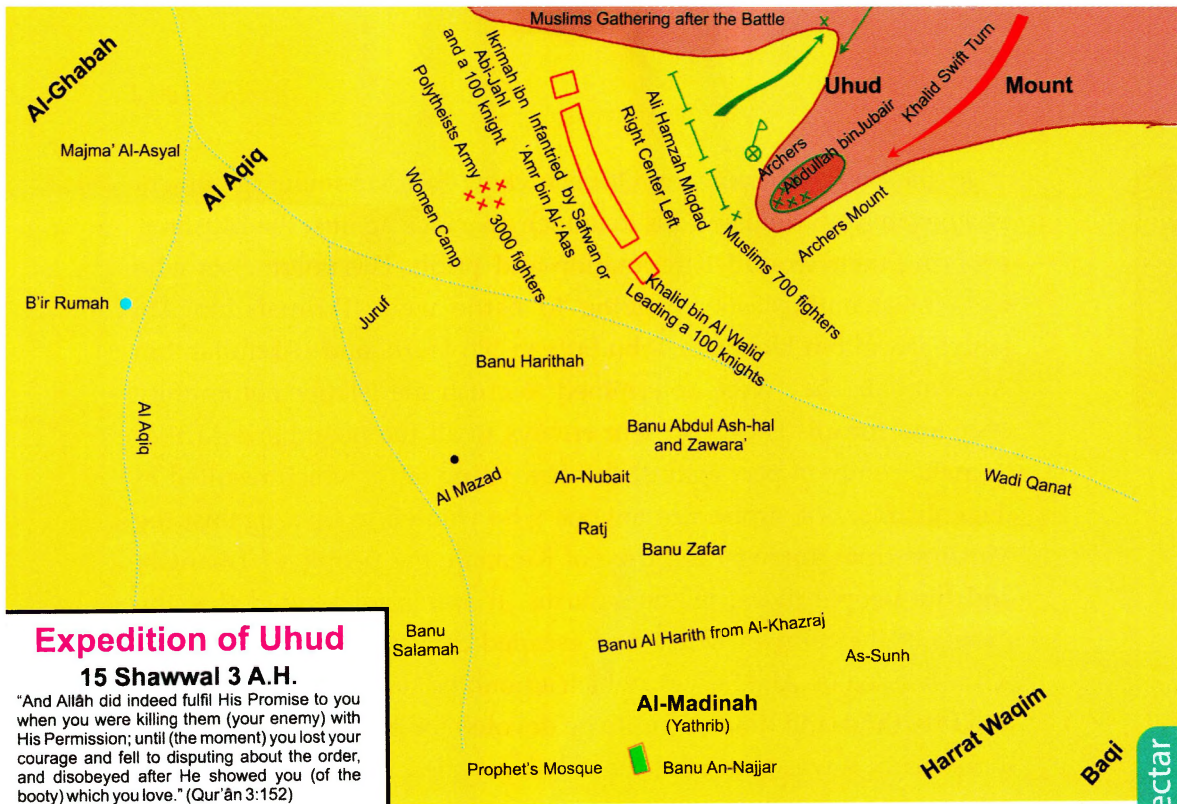 Muslims Gathering after the Battle
Al-Ghabah
Majma' Al-Asyal
Al Aqiq
B'ir Rumah
Al Aqiq
Ikrimah ibn
Abi-Jahl
and a 100 knight
Infantried by Safwan or
'Amr bin Al-'Aas
Polytheists Army
3000 fighters
Women Camp
Ali Hamzah Miqdad
Right Center Left
Muslims 700 fighters
Khalid bin Al Walid
Leading a 100 knights
Uhud
Mount
Khalid Swift Turn
Archers
Abdullah binJubair
Archers Mount
Juruf
Banu Harithah
Banu Abdul Ash-hal
and Zawara'
Al Mazad
An-Nubait
Wadi Qanat
Ratj
Banu Zafar
Banu
Salamah
Banu Al Harith from Al-Khazraj
As-Sunh
Al-Madinah
(Yathrib)
Prophet's Mosque
Banu An-Najjar
Harrat Waqim
Baqi
ectar
Expedition of Uhud
15 Shawwal 3 A.H.
"And Allâh did indeed fulfil His Promise to you
when you were killing them (your enemy) with
His Permission; until (the moment) you lost your
courage and fell to disputing about the order,
and disobeyed after He showed you (of the
booty) which you love." (Qur'ân 3:152)